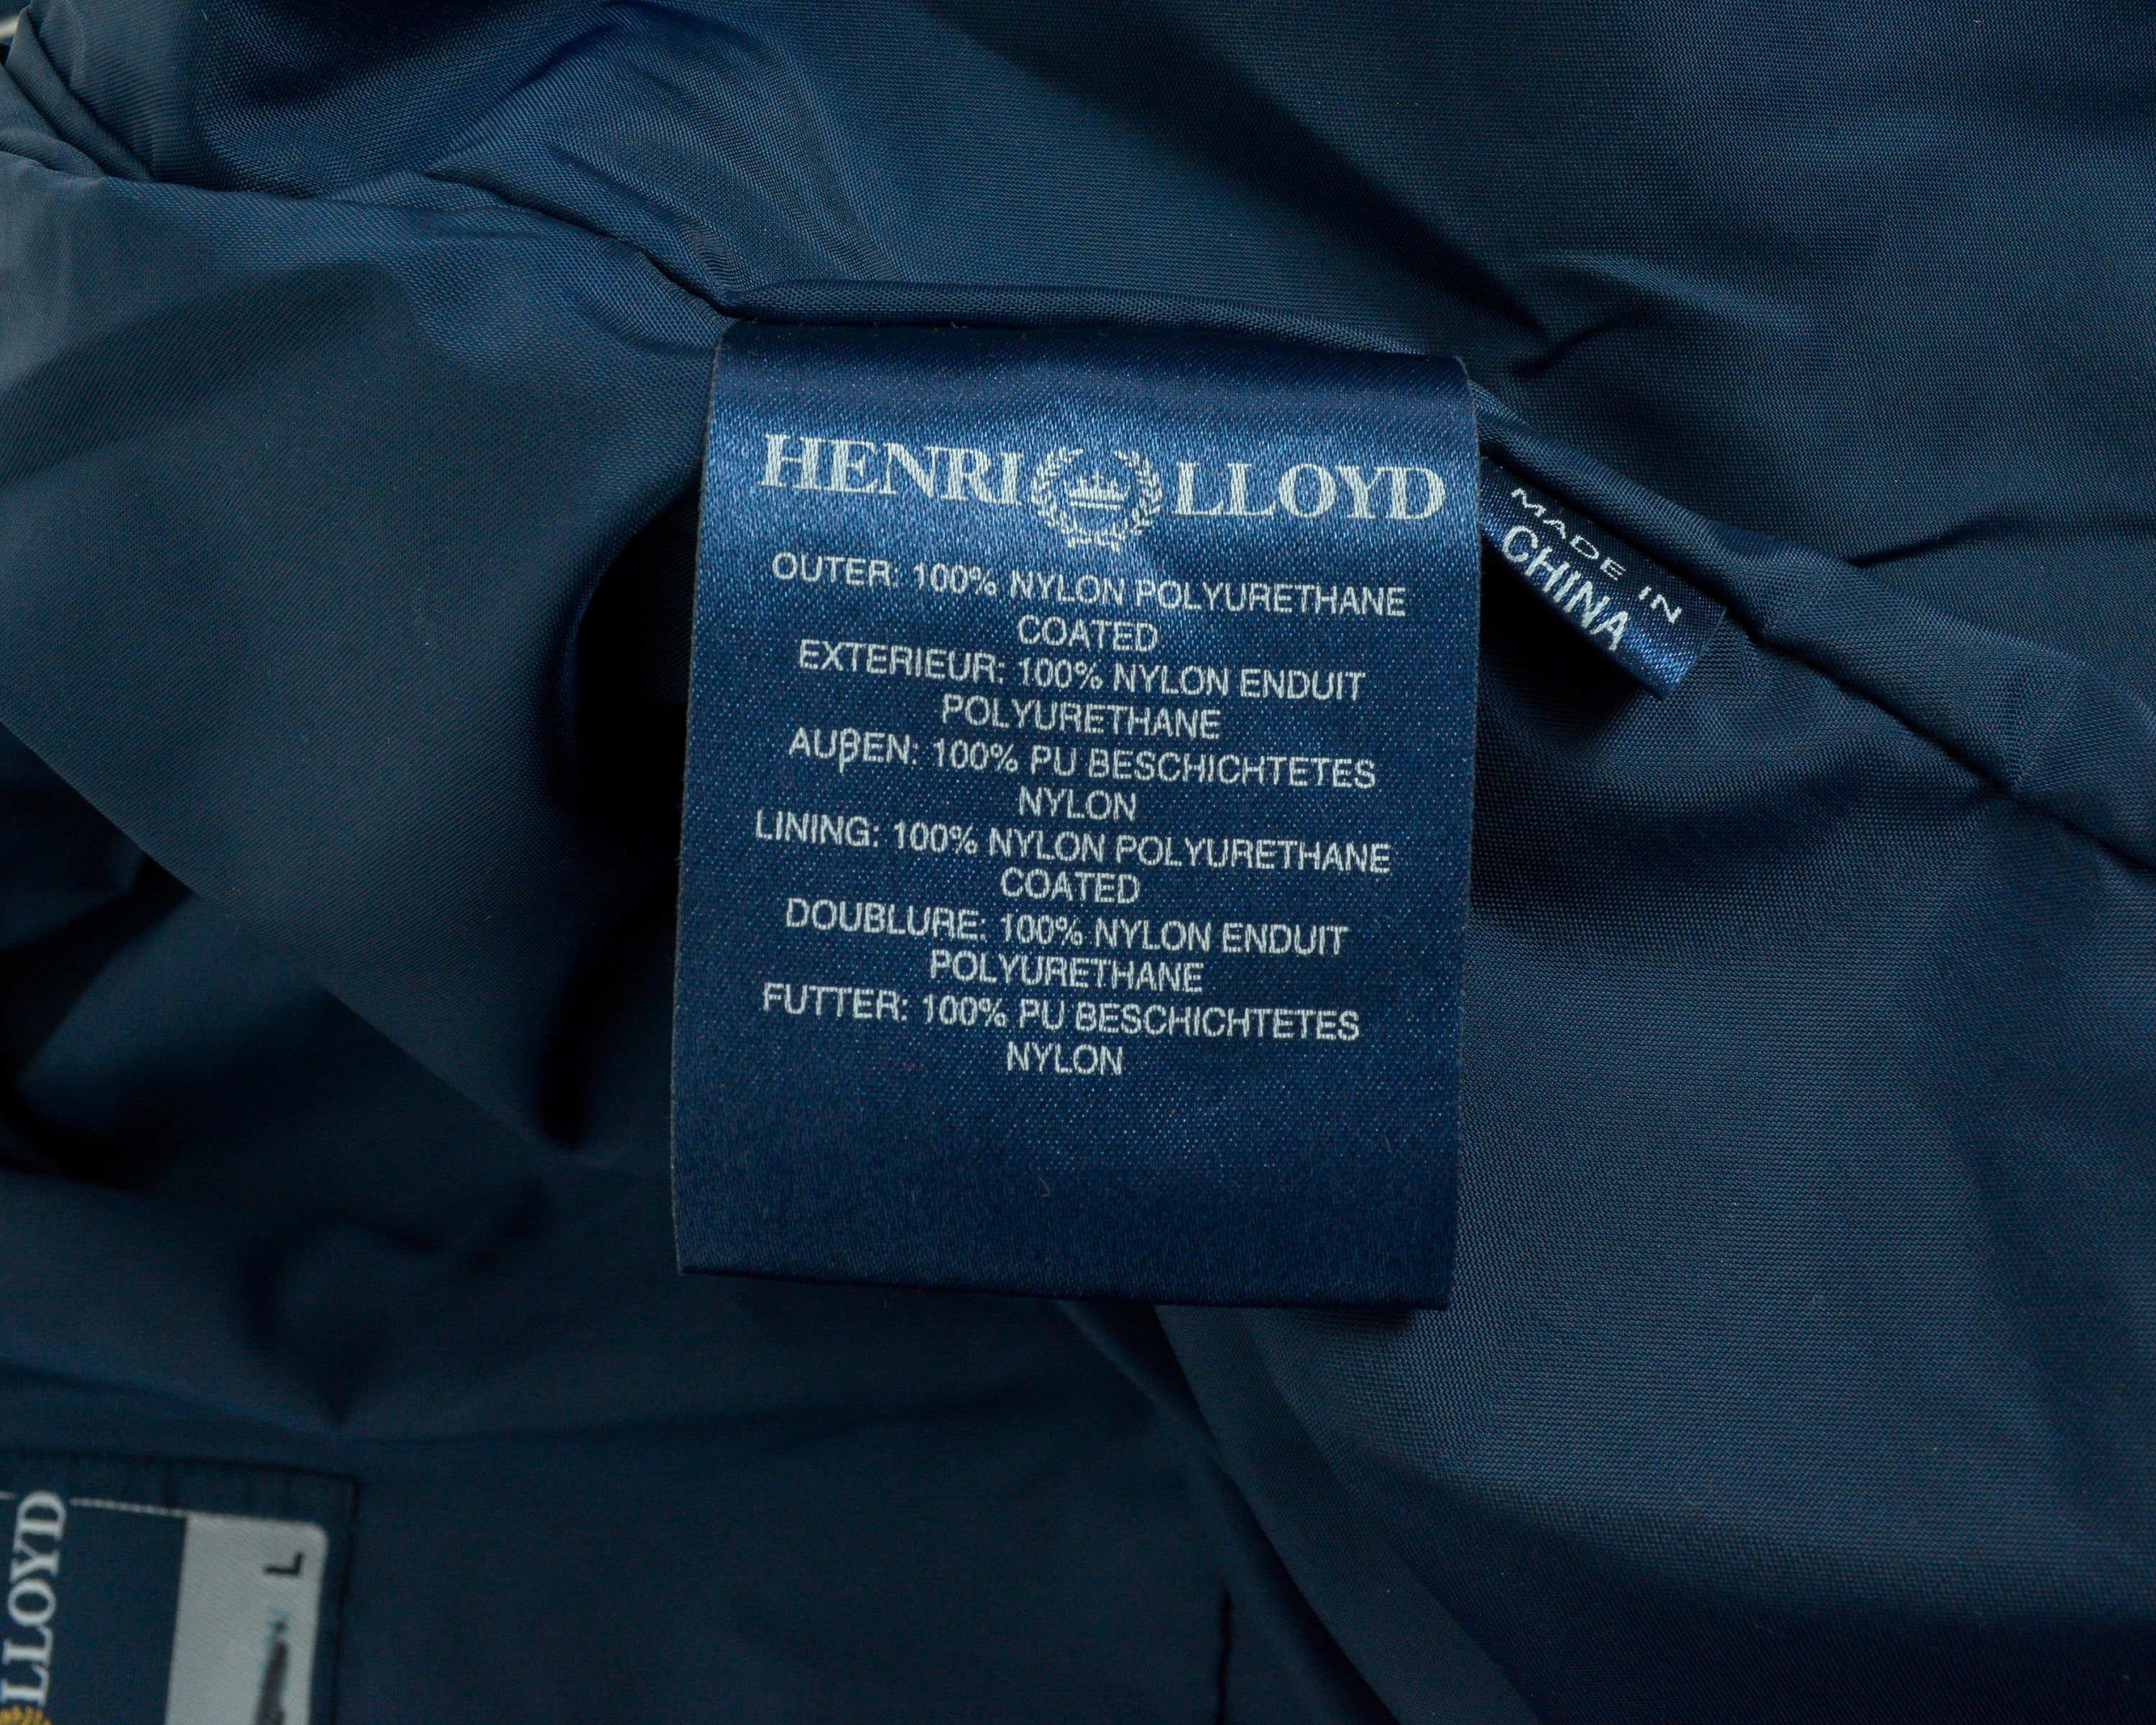 HENRI LLOYD
OUTER: 100% NYLON POLYURETHANE
COATED
EXTERIEUR: 100% NYLON ENDUIT
POLYURETHANE
AUβEN: 100% PU BESCHICHTETES
NYLON
LINING: 100% NYLON POLYURETHANE
COATED
DOUBLURE: 100% NYLON ENDUIT
POLYURETHANE
FUTTER: 100% PU BESCHICHTETES
NYLON
MADE IN
CHINA
LLOYD
L